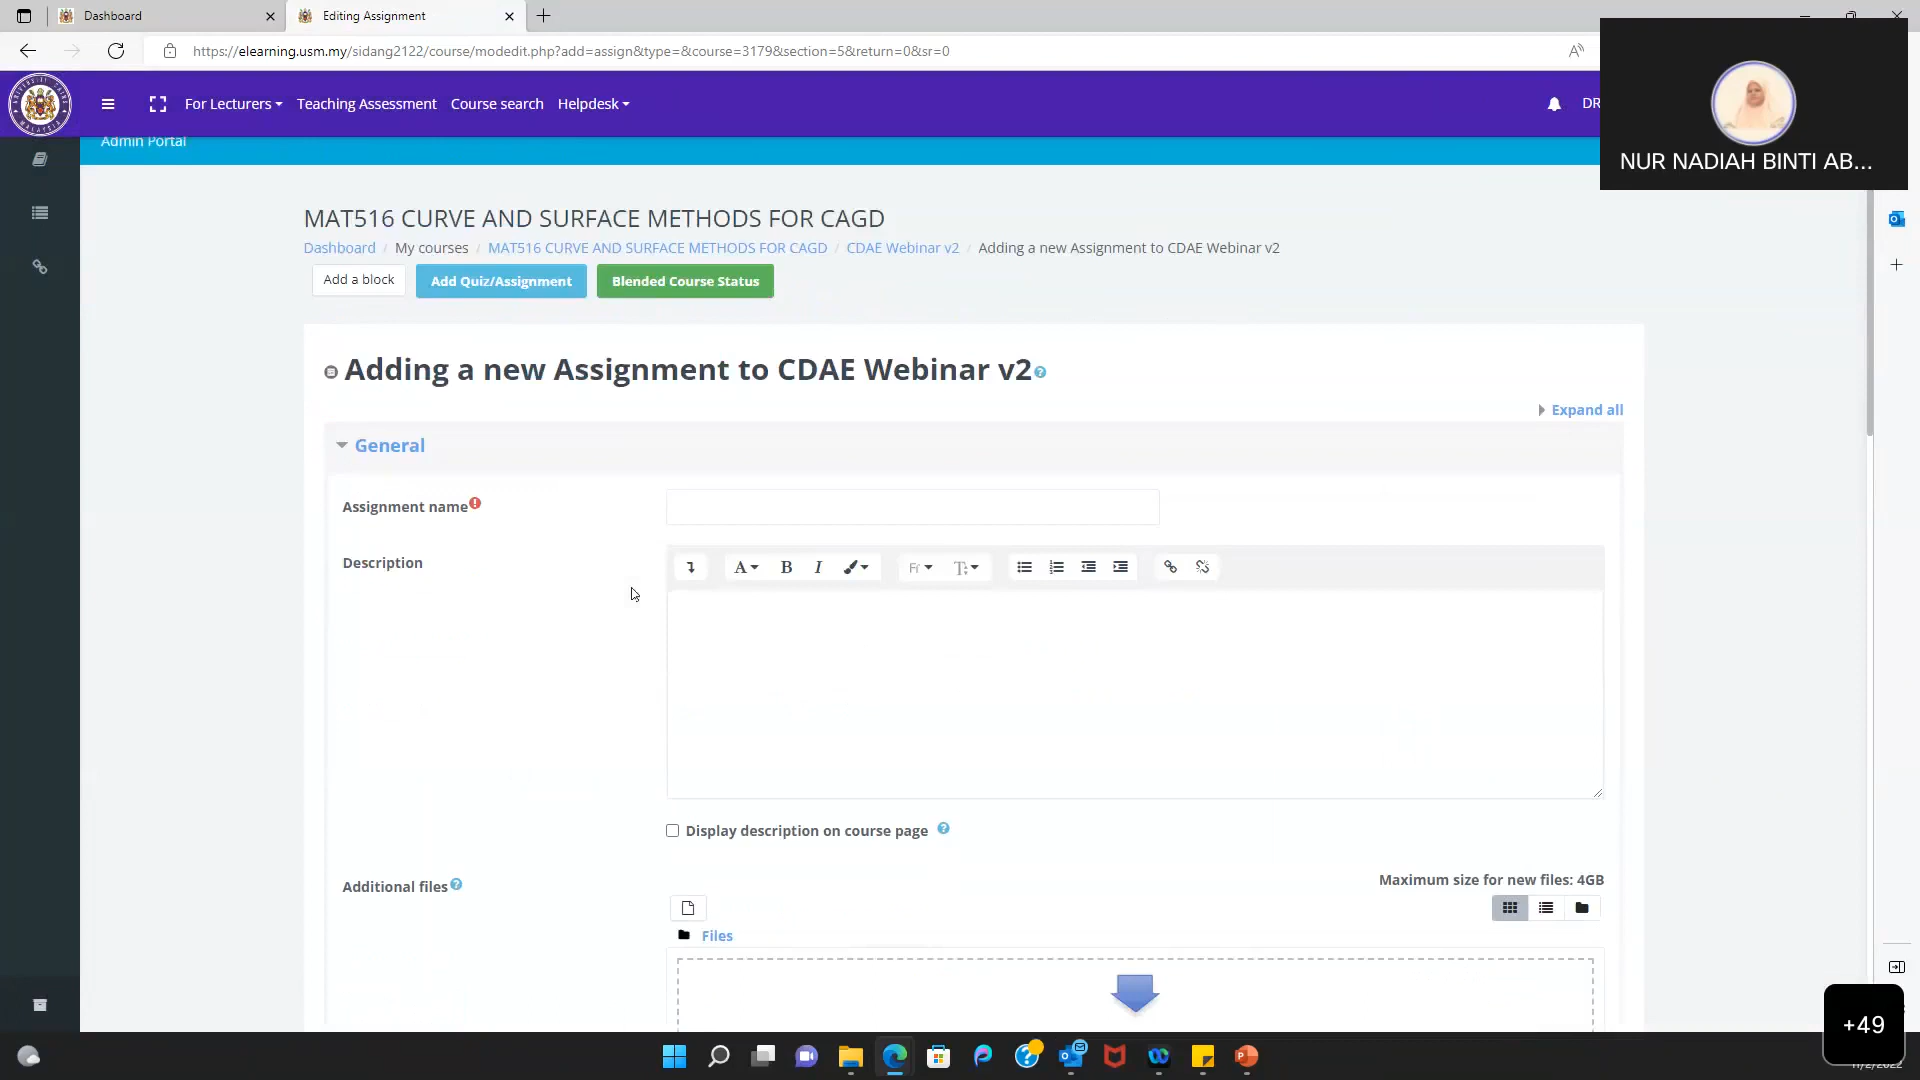 Dashboard
Editing Assignment
https://elearning.usm.my/sidang2122/course/modedit.php?add=assign&type=&course=3179&section=5&return=0&sr=0
For Lecturers
Teaching Assessment
Course search
Helpdesk
DR
NUR NADIAH BINTI AB...
Admin Portal
MAT516 CURVE AND SURFACE METHODS FOR CAGD
Dashboard / My courses / MAT516 CURVE AND SURFACE METHODS FOR CAGD / CDAE Webinar v2 / Adding a new Assignment to CDAE Webinar v2
Add a block
Add Quiz/Assignment
Blended Course Status
Adding a new Assignment to CDAE Webinar v2
Expand all
General
Assignment name
Description
Display description on course page
Additional files
Maximum size for new files: 4GB
Files
+49